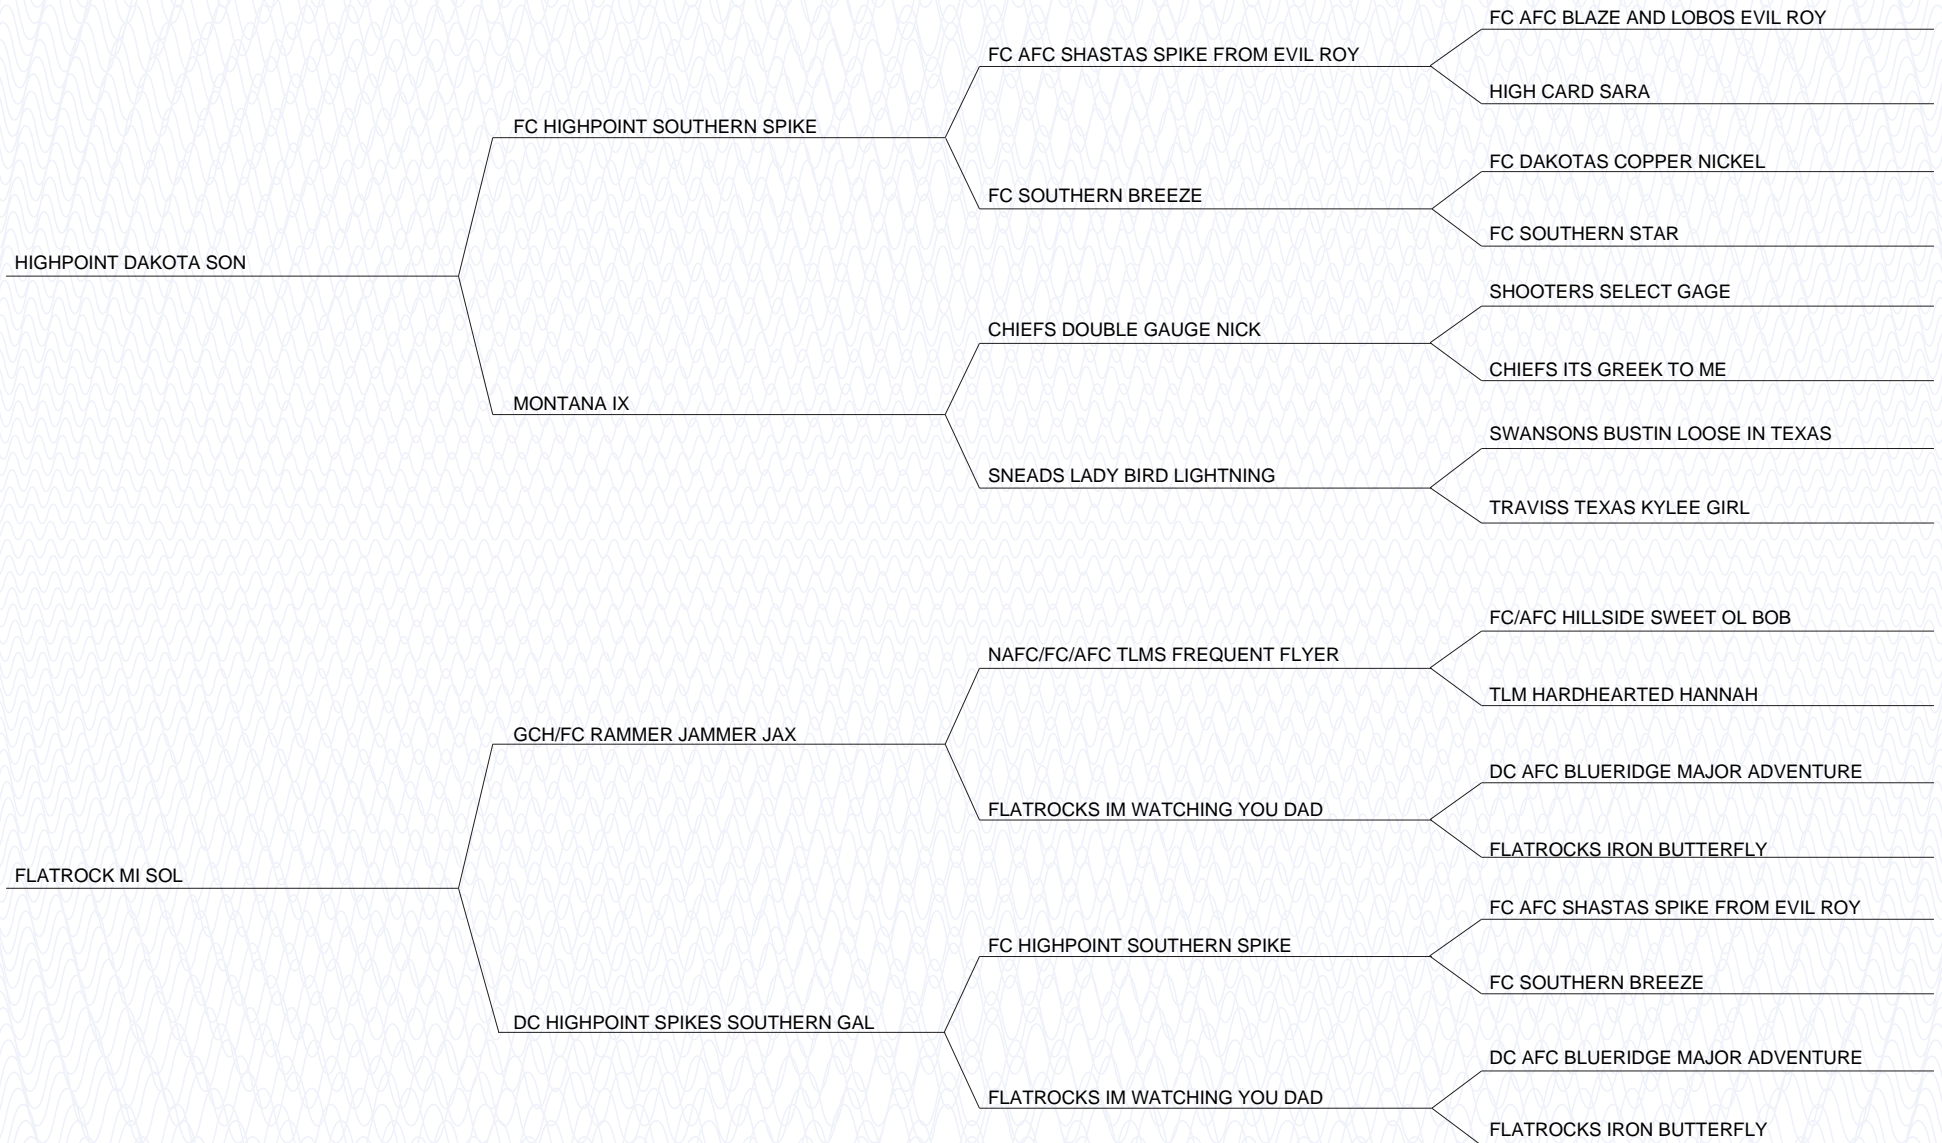 FC AFC BLAZE AND LOBOS EVIL ROY
FC AFC SHASTAS SPIKE FROM EVIL ROY
HIGH CARD SARA
FC HIGHPOINT SOUTHERN SPIKE
FC DAKOTAS COPPER NICKEL
FC SOUTHERN BREEZE
FC SOUTHERN STAR
HIGHPOINT DAKOTA SON
SHOOTERS SELECT GAGE
CHIEFS DOUBLE GAUGE NICK
CHIEFS ITS GREEK TO ME
MONTANA IX
SWANSONS BUSTIN LOOSE IN TEXAS
SNEADS LADY BIRD LIGHTNING
TRAVISS TEXAS KYLEE GIRL
FC/AFC HILLSIDE SWEET OL BOB
NAFC/FC/AFC TLMS FREQUENT FLYER
TLM HARDHEARTED HANNAH
GCH/FC RAMMER JAMMER JAX
DC AFC BLUERIDGE MAJOR ADVENTURE
FLATROCKS IM WATCHING YOU DAD
FLATROCKS IRON BUTTERFLY
FLATROCK MI SOL
FC AFC SHASTAS SPIKE FROM EVIL ROY
FC HIGHPOINT SOUTHERN SPIKE
FC SOUTHERN BREEZE
DC HIGHPOINT SPIKES SOUTHERN GAL
DC AFC BLUERIDGE MAJOR ADVENTURE
FLATROCKS IM WATCHING YOU DAD
FLATROCKS IRON BUTTERFLY